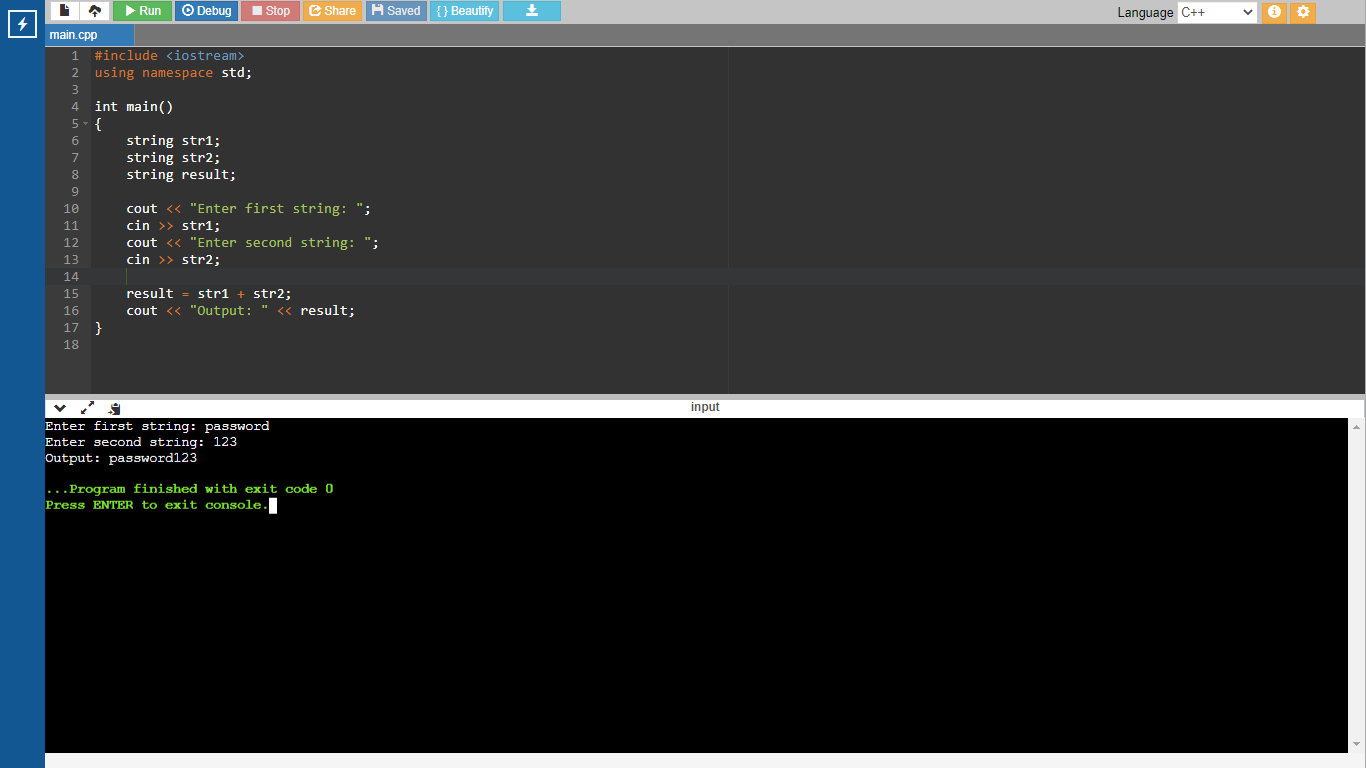 Run Debug Stop Share Saved { } Beautify Language C++
main.cpp
1 #include <iostream>
2 using namespace std;
3
4 int main()
5 {
6     string str1;
7     string str2;
8     string result;
9
10     cout << "Enter first string: ";
11     cin >> str1;
12     cout << "Enter second string: ";
13     cin >> str2;
14
15     result = str1 + str2;
16     cout << "Output: " << result;
17 }
18
input
Enter first string: password
Enter second string: 123
Output: password123
...Program finished with exit code 0
Press ENTER to exit console.